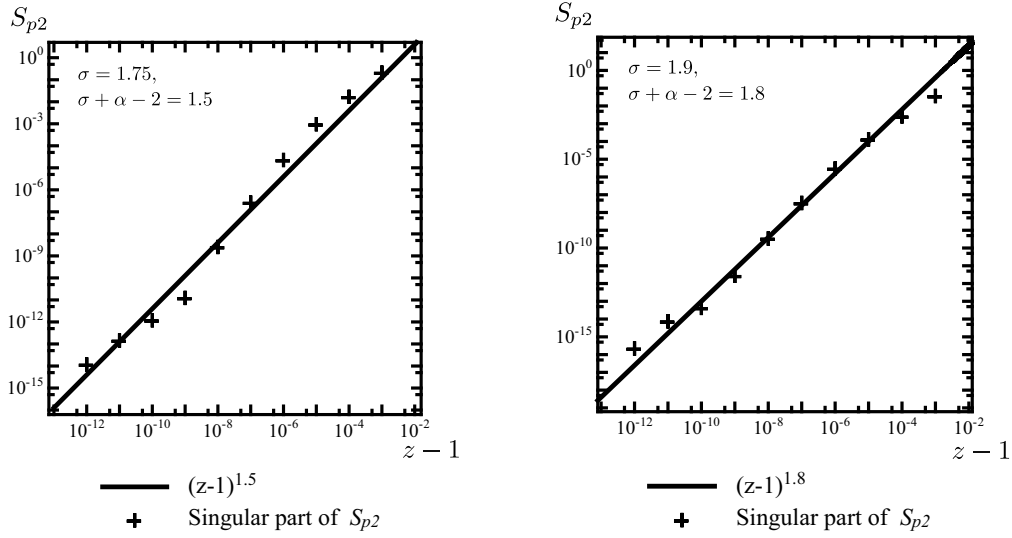 S_{p2}
10^0
10^{-3}
10^{-6}
10^{-9}
10^{-12}
10^{-15}
σ = 1.75,
σ + α − 2 = 1.5
10^{-12} 10^{-10} 10^{-8} 10^{-6} 10^{-4} 10^{-2}
z − 1
(z-1)^{1.5}
Singular part of S_{p2}
S_{p2}
10^0
10^{-5}
10^{-10}
10^{-15}
σ = 1.9,
σ + α − 2 = 1.8
10^{-12} 10^{-10} 10^{-8} 10^{-6} 10^{-4} 10^{-2}
z − 1
(z-1)^{1.8}
Singular part of S_{p2}